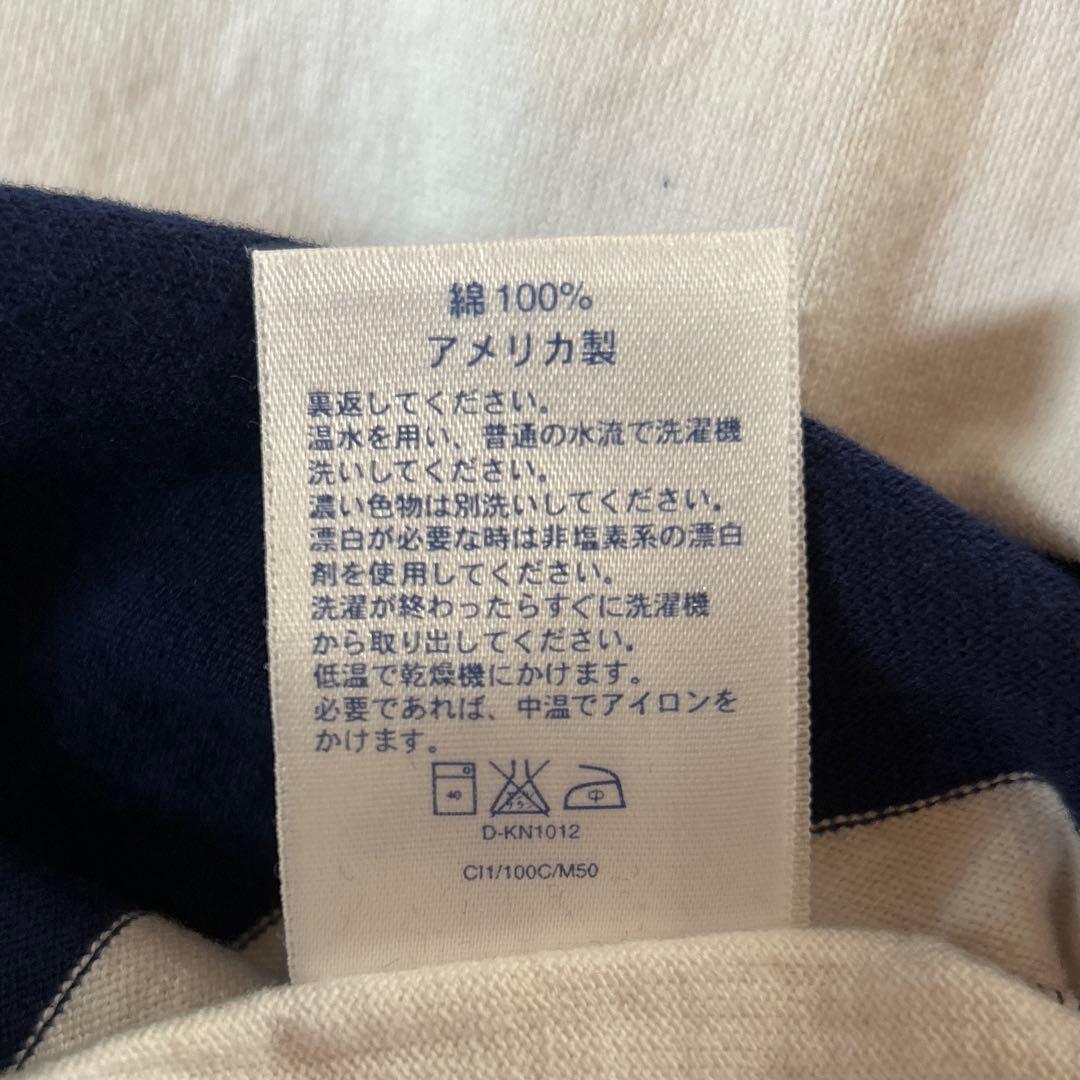 綿100%
アメリカ製
裏返してください。
温水を用い、普通の水流で洗濯機
洗いしてください。
濃い色物は別洗いしてください。
漂白が必要な時は非塩素系の漂白
剤を使用してください。
洗濯が終わったらすぐに洗濯機
から取り出してください。
低温で乾燥機にかけます。
必要であれば、中温でアイロンを
かけます。
40 エンソ サラシ 中
D-KN1012
CI1/100C/M50